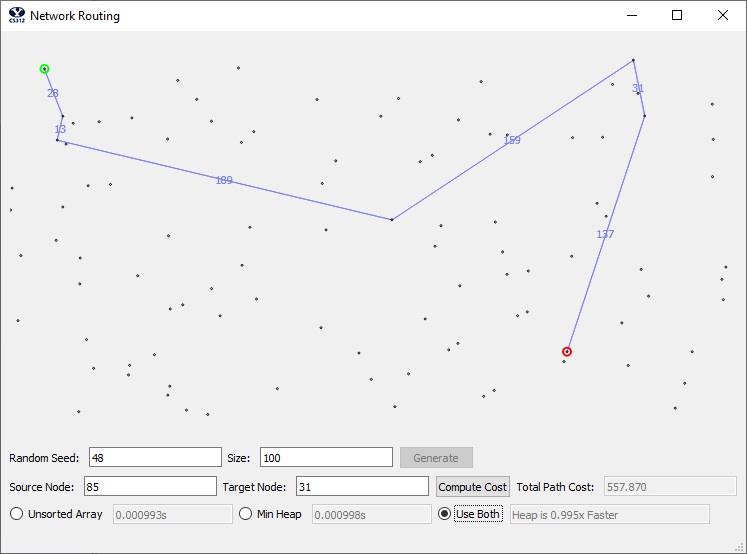 CS312 Network Routing
28
31
13
159
189
137
Random Seed: 48 Size: 100 Generate
Source Node: 85 Target Node: 31 Compute Cost Total Path Cost: 557.870
Unsorted Array 0.000993s Min Heap 0.000998s Use Both Heap is 0.995x Faster